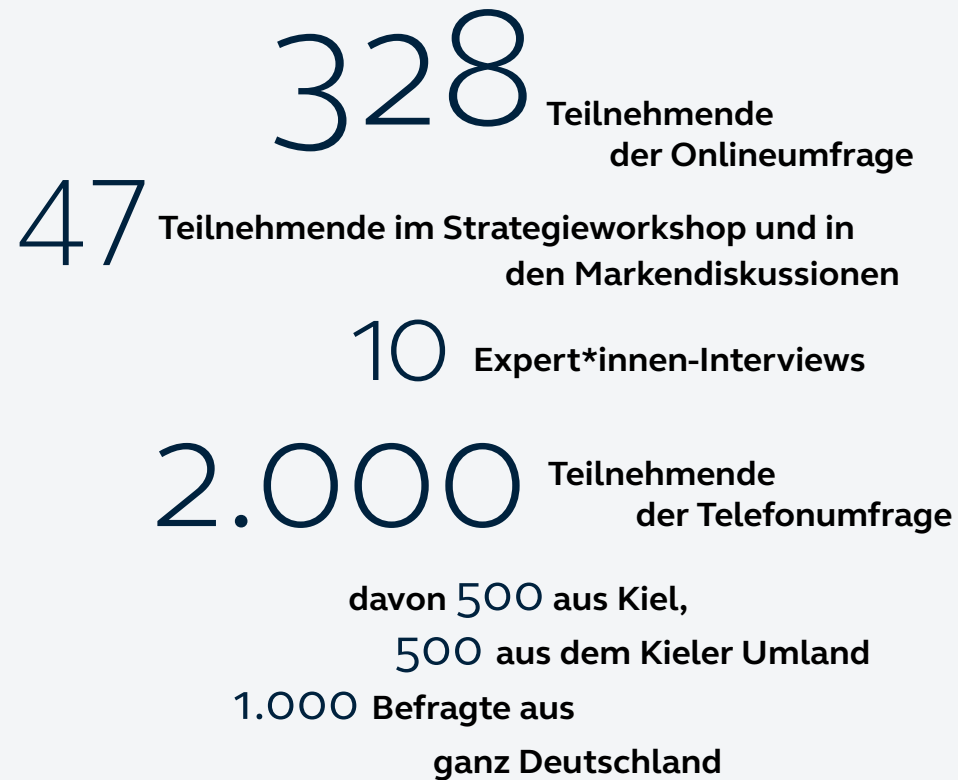 328 Teilnehmende
der Onlineumfrage
47 Teilnehmende im Strategieworkshop und in
den Markendiskussionen
10 Expert*innen-Interviews
2.000 Teilnehmende
der Telefonumfrage
davon 500 aus Kiel,
500 aus dem Kieler Umland
1.000 Befragte aus
ganz Deutschland